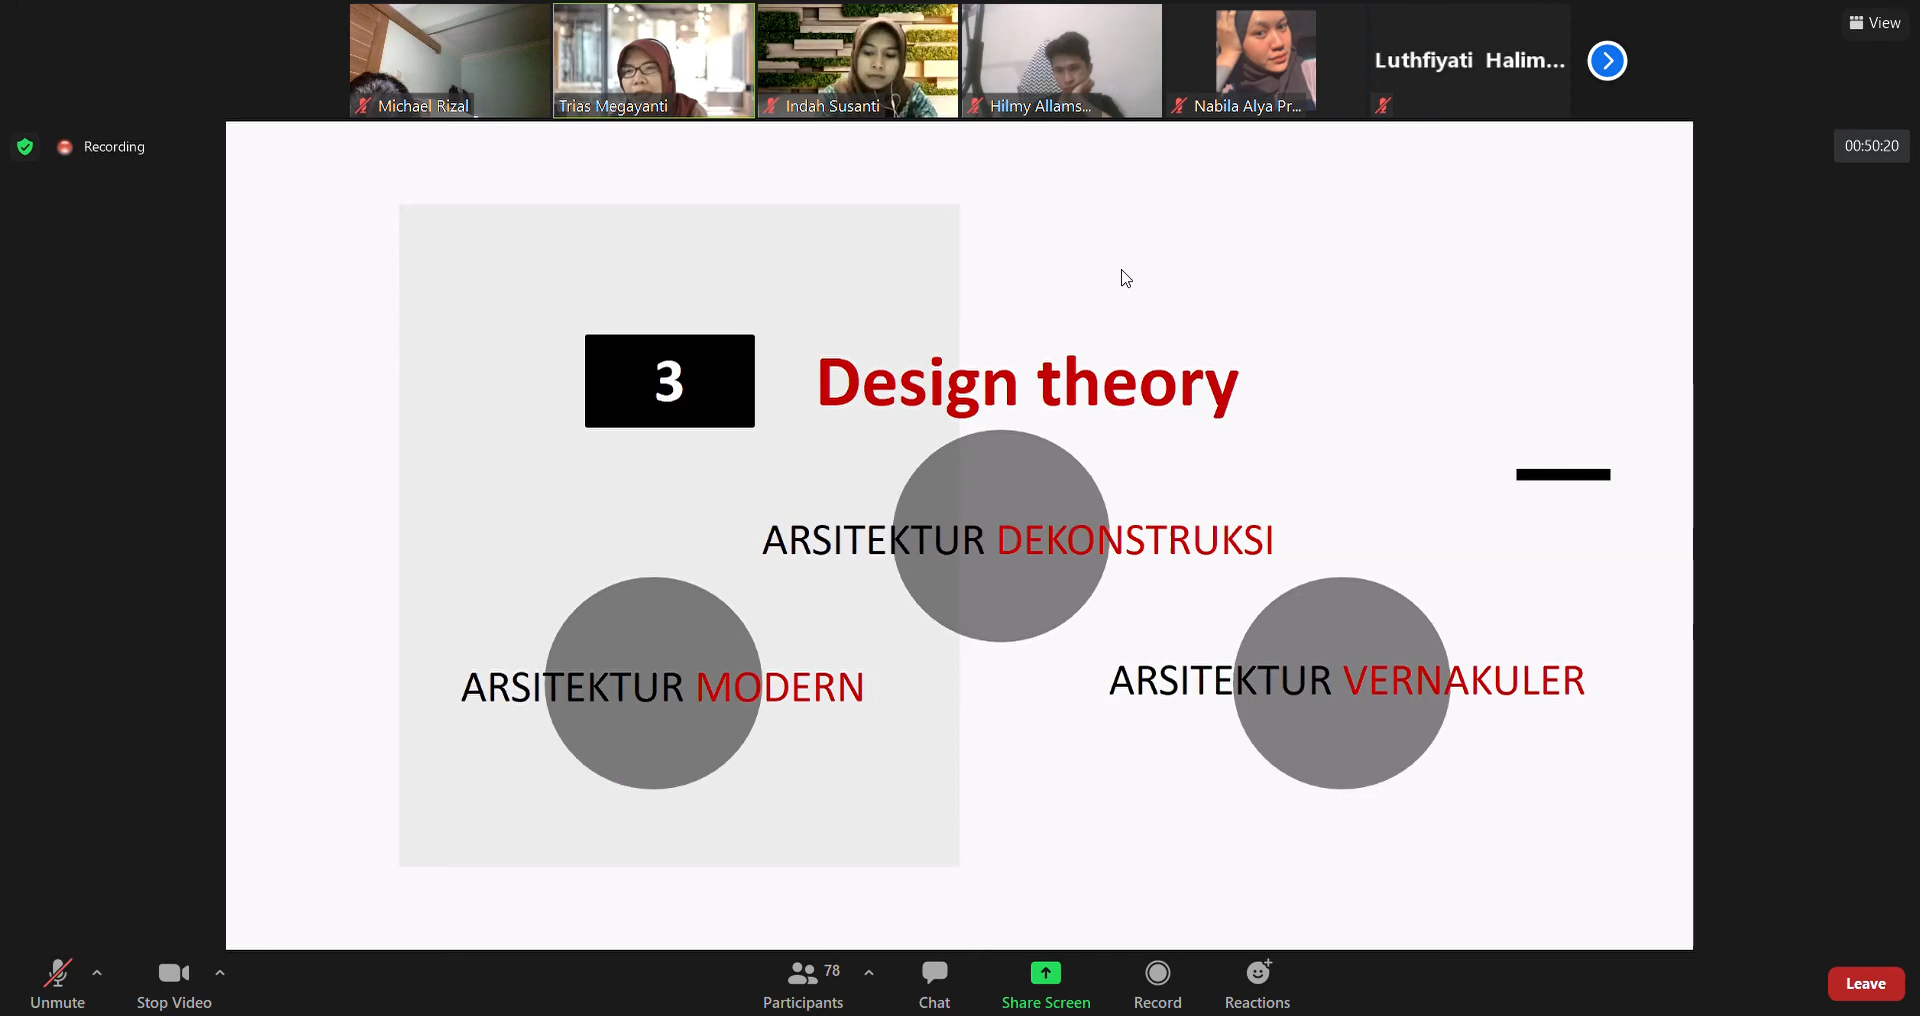 View
Michael Rizal
Trias Megayanti
Indah Susanti
Hilmy Allams...
Nabila Alya Pr...
Luthfiyati Halim...
Recording
00:50:20
3
Design theory
ARSITEKTUR DEKONSTRUKSI
ARSITEKTUR MODERN
ARSITEKTUR VERNAKULER
Unmute
Stop Video
78
Participants
Chat
Share Screen
Record
Reactions
Leave